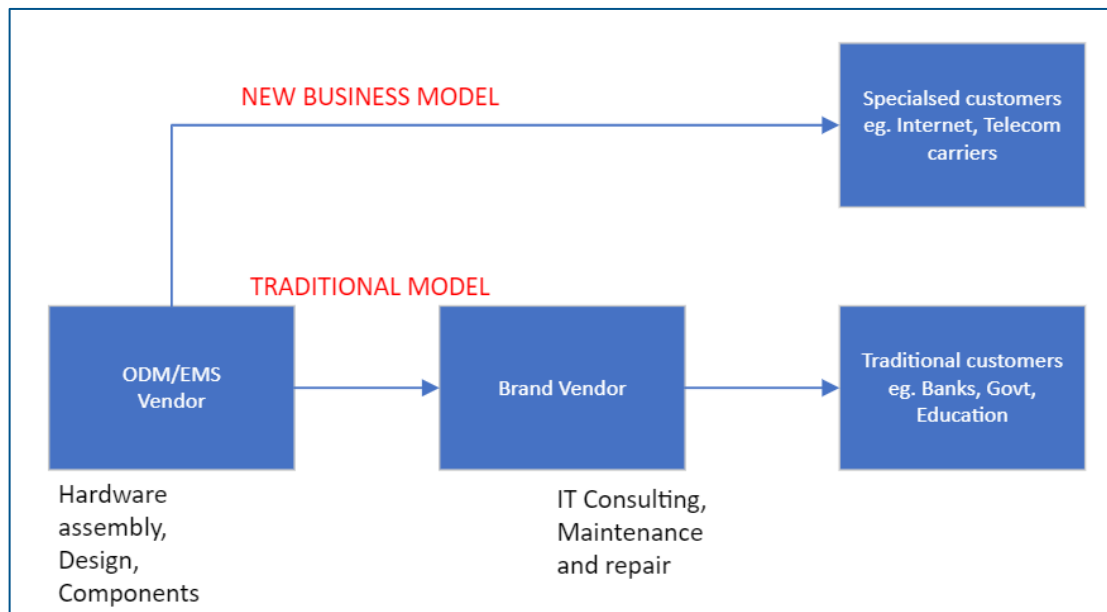 NEW BUSINESS MODEL
Specialsed customers
eg. Internet, Telecom
carriers
TRADITIONAL MODEL
ODM/EMS
Vendor
Brand Vendor
Traditional customers
eg. Banks, Govt,
Education
Hardware
assembly,
Design,
Components
IT Consulting,
Maintenance
and repair